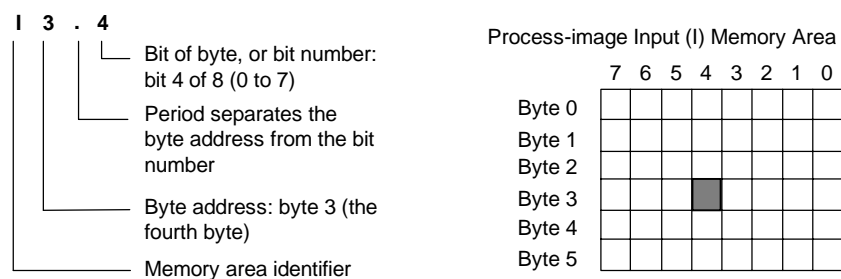 I 3 . 4
Bit of byte, or bit number:
bit 4 of 8 (0 to 7)
Period separates the
byte address from the bit
number
Byte address: byte 3 (the
fourth byte)
Memory area identifier
Process-image Input (I) Memory Area
7 6 5 4 3 2 1 0
Byte 0
Byte 1
Byte 2
Byte 3
Byte 4
Byte 5